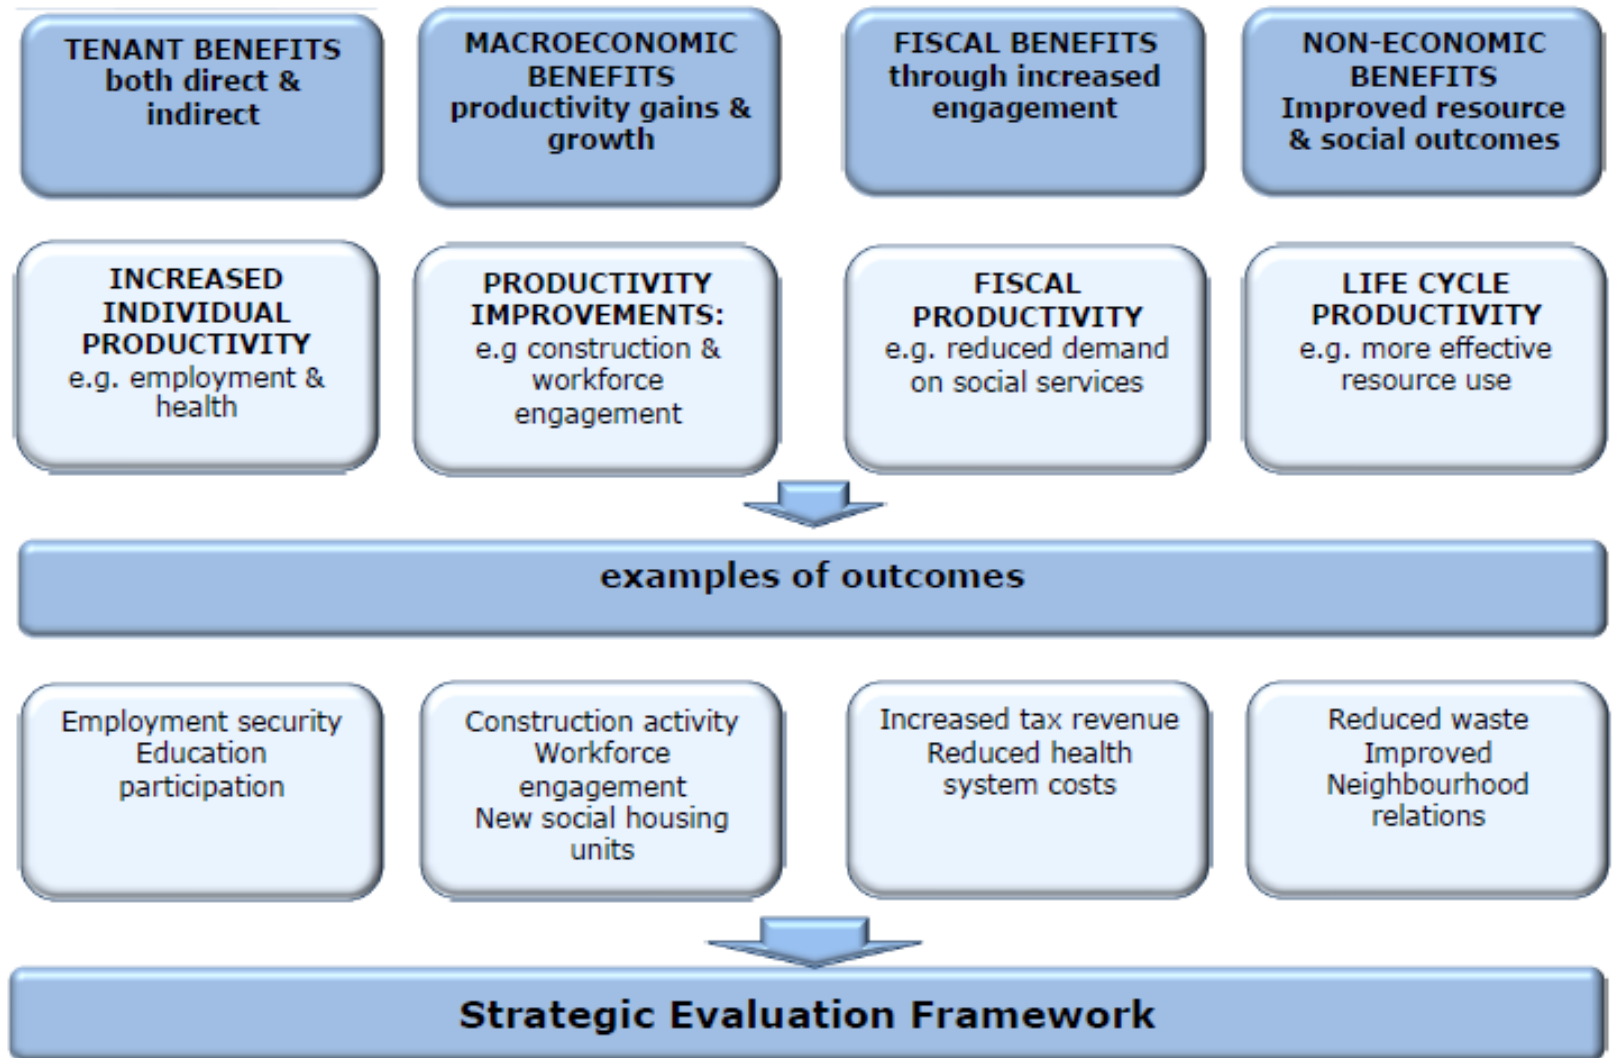 TENANT BENEFITS
both direct &
indirect
MACROECONOMIC
BENEFITS
productivity gains &
growth
FISCAL BENEFITS
through increased
engagement
NON-ECONOMIC
BENEFITS
Improved resource
& social outcomes
INCREASED
INDIVIDUAL
PRODUCTIVITY
e.g. employment &
health
PRODUCTIVITY
IMPROVEMENTS:
e.g construction &
workforce
engagement
FISCAL
PRODUCTIVITY
e.g. reduced demand
on social services
LIFE CYCLE
PRODUCTIVITY
e.g. more effective
resource use
examples of outcomes
Employment security
Education
participation
Construction activity
Workforce
engagement
New social housing
units
Increased tax revenue
Reduced health
system costs
Reduced waste
Improved
Neighbourhood
relations
Strategic Evaluation Framework